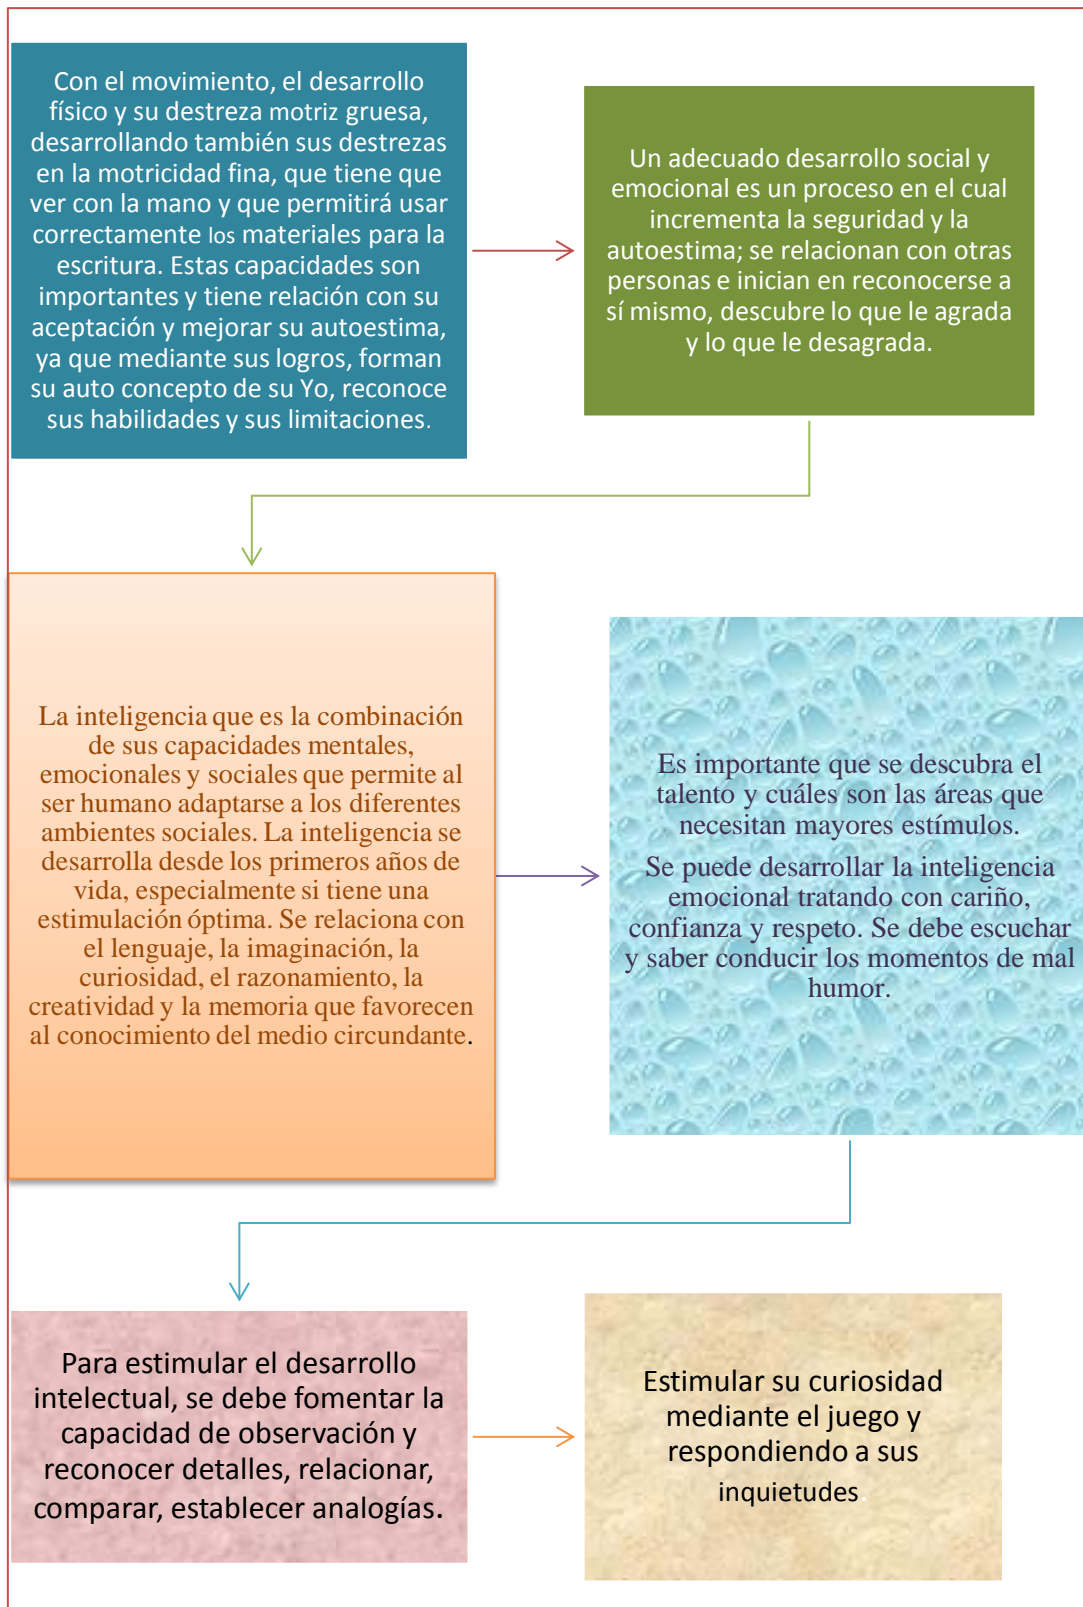 Con el movimiento, el desarrollo
físico y su destreza motriz gruesa,
desarrollando también sus destrezas
en la motricidad fina, que tiene que
ver con la mano y que permitirá usar
correctamente los materiales para la
escritura. Estas capacidades son
importantes y tiene relación con su
aceptación y mejorar su autoestima,
ya que mediante sus logros, forman
su auto concepto de su Yo, reconoce
sus habilidades y sus limitaciones.
Un adecuado desarrollo social y
emocional es un proceso en el cual
incrementa la seguridad y la
autoestima; se relacionan con otras
personas e inician en reconocerse a
sí mismo, descubre lo que le agrada
y lo que le desagrada.
La inteligencia que es la combinación
de sus capacidades mentales,
emocionales y sociales que permite al
ser humano adaptarse a los diferentes
ambientes sociales. La inteligencia se
desarrolla desde los primeros años de
vida, especialmente si tiene una
estimulación óptima. Se relaciona con
el lenguaje, la imaginación, la
curiosidad, el razonamiento, la
creatividad y la memoria que favorecen
al conocimiento del medio circundante.
Es importante que se descubra el
talento y cuáles son las áreas que
necesitan mayores estímulos.
Se puede desarrollar la inteligencia
emocional tratando con cariño,
confianza y respeto. Se debe escuchar
y saber conducir los momentos de mal
humor.
Para estimular el desarrollo
intelectual, se debe fomentar la
capacidad de observación y
reconocer detalles, relacionar,
comparar, establecer analogías.
Estimular su curiosidad
mediante el juego y
respondiendo a sus
inquietudes.